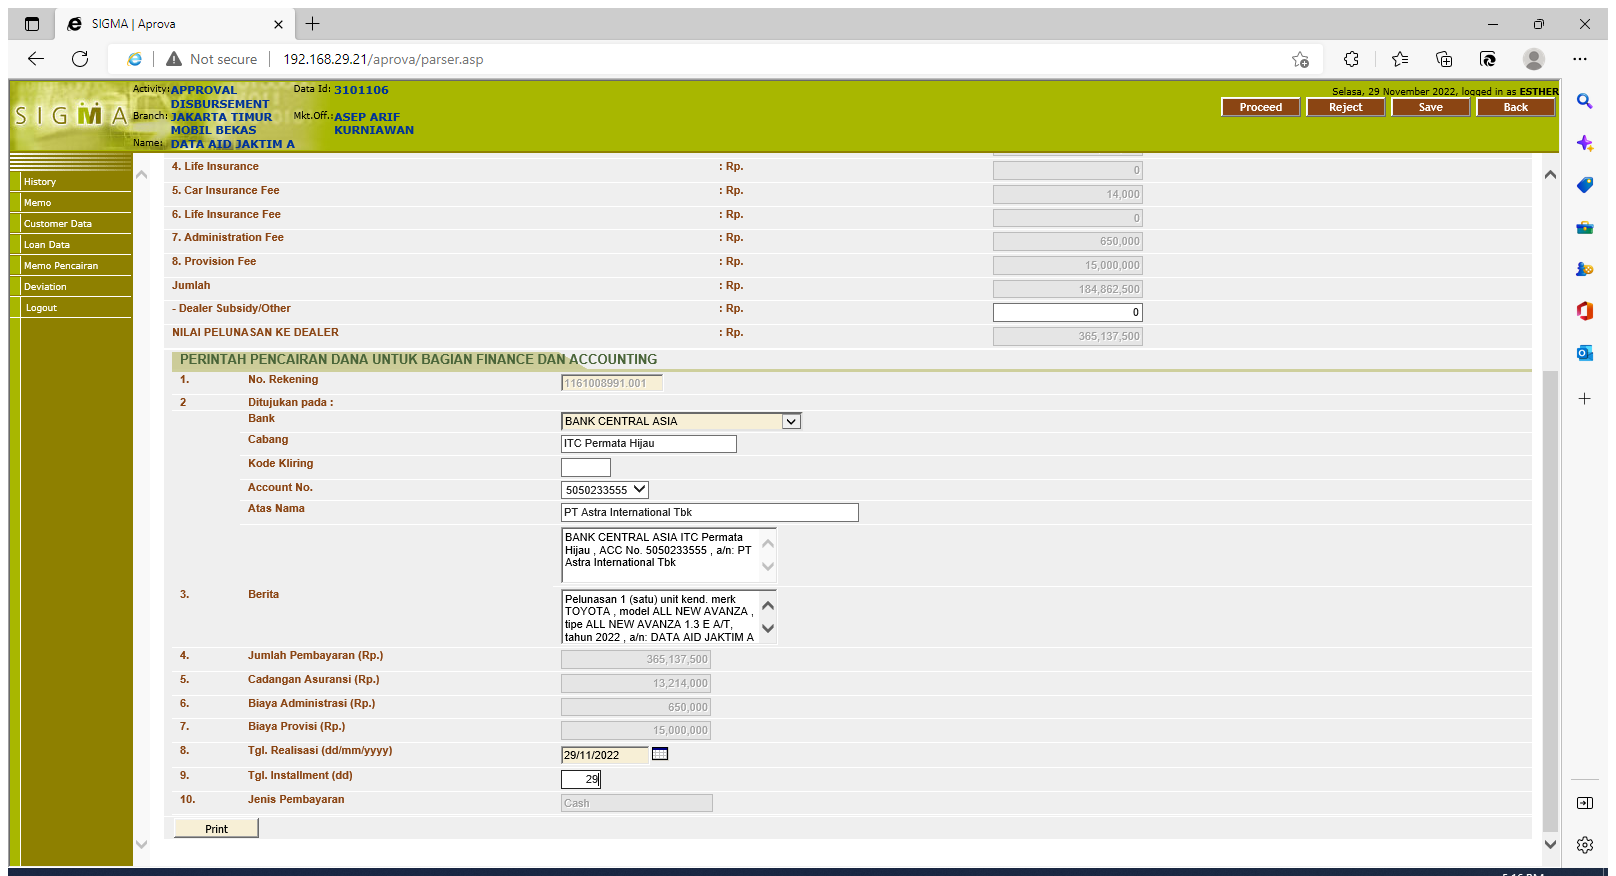 SIGMA | Aprova
Not secure
192.168.29.21/aprova/parser.asp
SIGMA
Activity: APPROVAL DISBURSEMENT
Data Id: 3101106
Branch: JAKARTA TIMUR MOBIL BEKAS
Mkt.Off.: ASEP ARIF KURNIAWAN
Name: DATA AID JAKTIM A
Selasa, 29 November 2022, logged in as ESTHER
Proceed
Reject
Save
Back
History
Memo
Customer Data
Loan Data
Memo Pencairan
Deviation
Logout
4. Life Insurance : Rp. 0
5. Car Insurance Fee : Rp. 14,000
6. Life Insurance Fee : Rp. 0
7. Administration Fee : Rp. 650,000
8. Provision Fee : Rp. 15,000,000
Jumlah : Rp. 184,862,500
- Dealer Subsidy/Other : Rp. 0
NILAI PELUNASAN KE DEALER : Rp. 365,137,500
PERINTAH PENCAIRAN DANA UNTUK BAGIAN FINANCE DAN ACCOUNTING
1. No. Rekening 1161008991.001
2 Ditujukan pada :
Bank BANK CENTRAL ASIA
Cabang ITC Permata Hijau
Kode Kliring
Account No. 5050233555
Atas Nama PT Astra International Tbk
BANK CENTRAL ASIA ITC Permata
Hijau , ACC No. 5050233555 , a/n: PT
Astra International Tbk
3. Berita Pelunasan 1 (satu) unit kend. merk
TOYOTA , model ALL NEW AVANZA ,
tipe ALL NEW AVANZA 1.3 E A/T,
tahun 2022 , a/n: DATA AID JAKTIM A
4. Jumlah Pembayaran (Rp.) 365,137,500
5. Cadangan Asuransi (Rp.) 13,214,000
6. Biaya Administrasi (Rp.) 650,000
7. Biaya Provisi (Rp.) 15,000,000
8. Tgl. Realisasi (dd/mm/yyyy) 29/11/2022
9. Tgl. Installment (dd) 29
10. Jenis Pembayaran Cash
Print